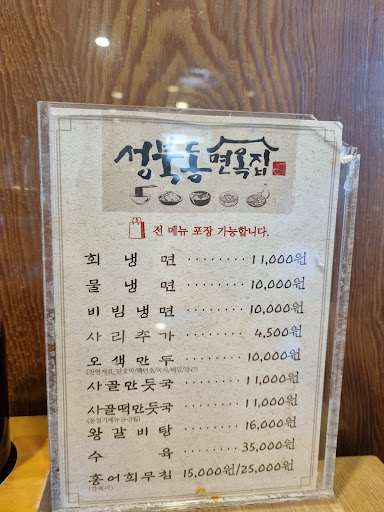 성북동면옥집
전 메뉴 포장 가능합니다.
회 냉 면 ········ 11,000원
물 냉 면 ········ 10,000원
비빔냉면 ········ 10,000원
사리추가 ········ 4,500원
오색만두 ········ 10,000원
사골만둣국 ········ 11,000원
사골떡만둣국 ········ 11,000원
왕갈비탕 ········ 16,000원
수 육 ········ 35,000원
홍어회무침 15,000원/25,000원
(간재미)